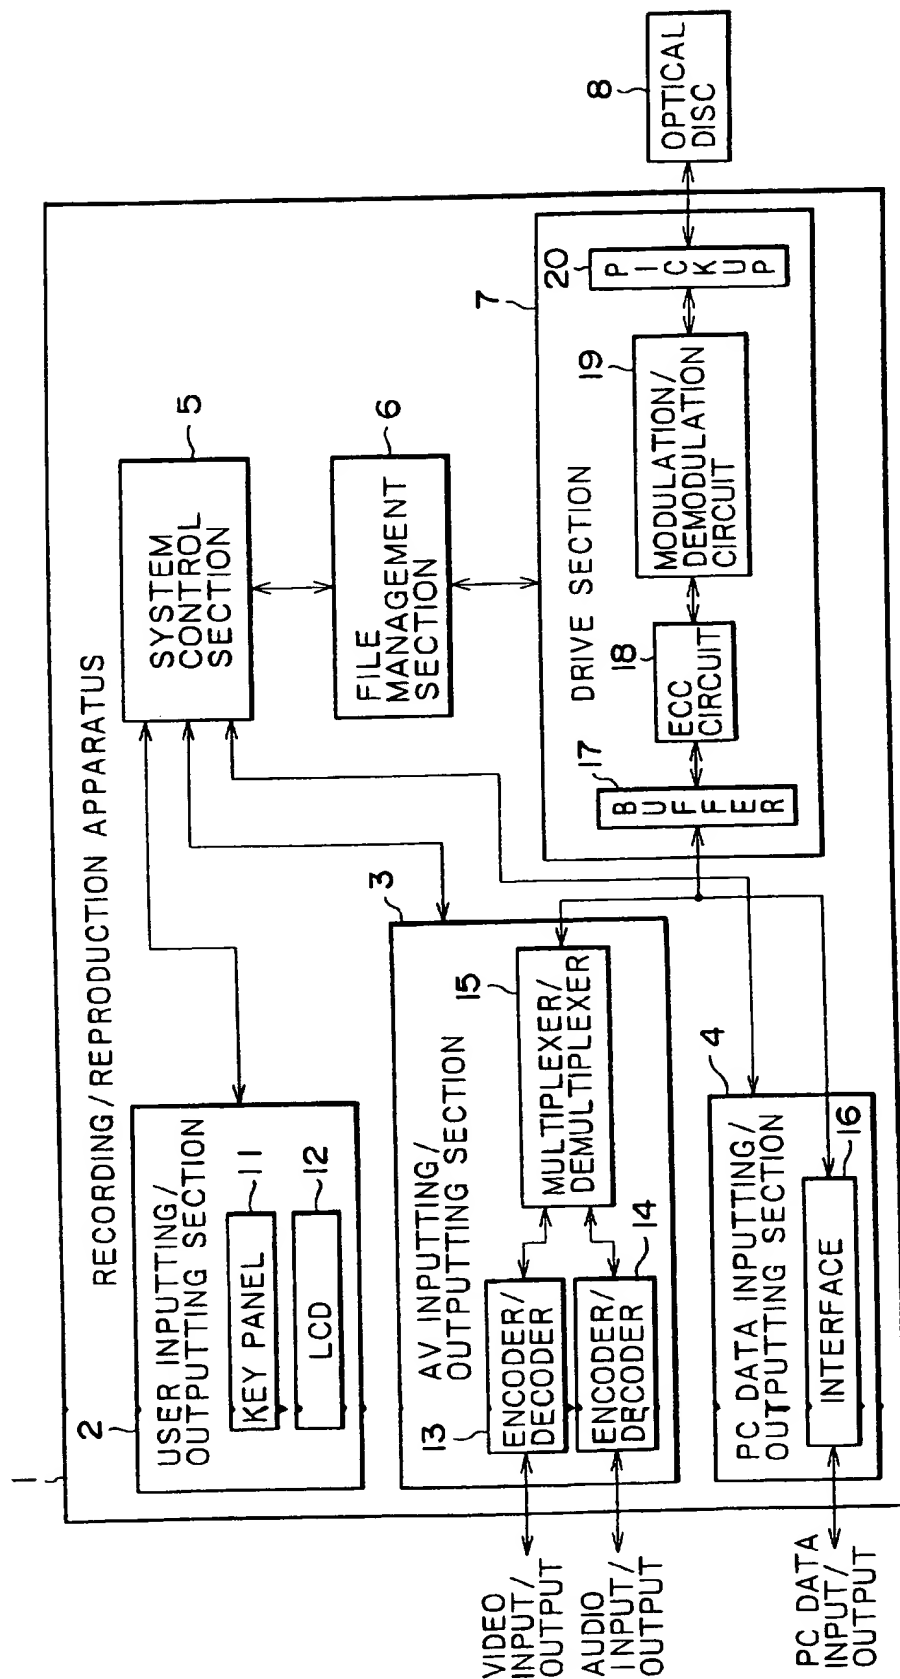 1
RECORDING/REPRODUCTION APPARATUS
2
USER INPUTTING/
OUTPUTTING SECTION
11
KEY PANEL
12
LCD
5
SYSTEM
CONTROL
SECTION
6
FILE
MANAGEMENT
SECTION
3
AV INPUTTING/
OUTPUTTING SECTION
13
ENCODER/
DECODER
14
ENCODER/
DECODER
15
MULTIPLEXER/
DEMULTIPLEXER
4
PC DATA INPUTTING/
OUTPUTTING SECTION
16
INTERFACE
7
DRIVE SECTION
17
BUFFER
18
ECC
CIRCUIT
19
MODULATION/
DEMODULATION
CIRCUIT
20
PICKUP
8
OPTICAL
DISC
VIDEO
INPUT/
OUTPUT
AUDIO
INPUT/
OUTPUT
PC DATA
INPUT/
OUTPUT